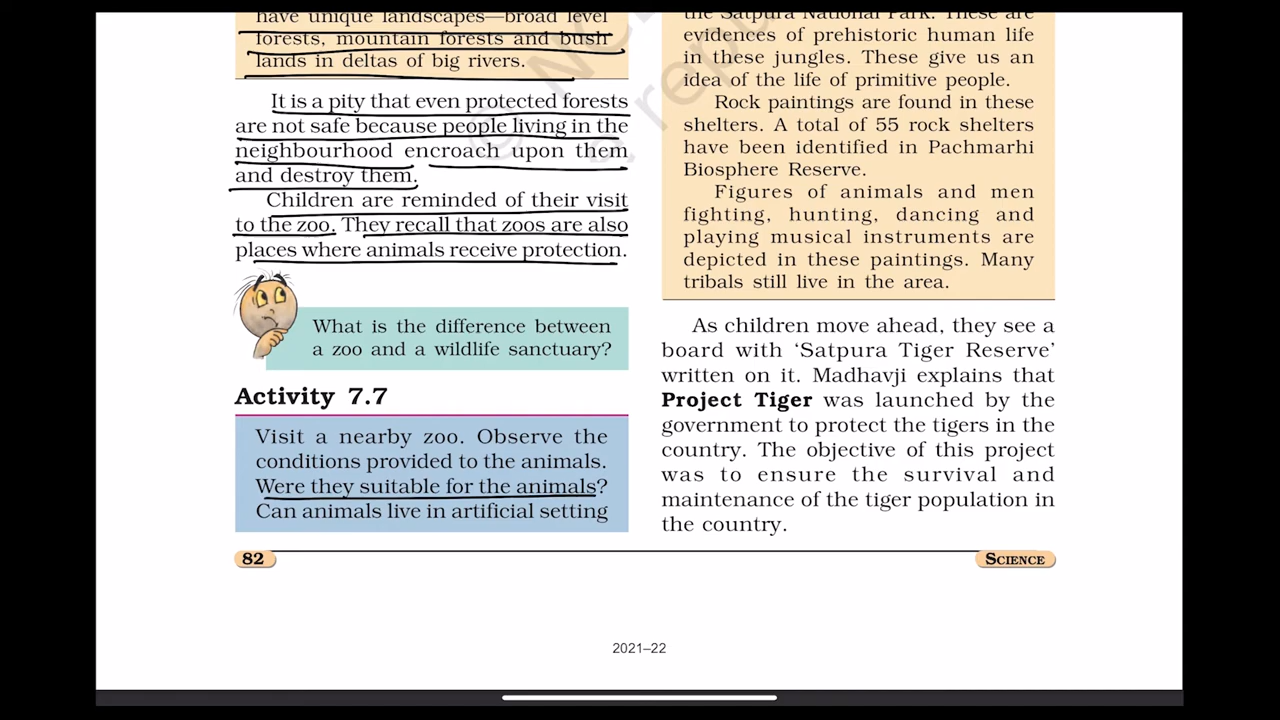 have unique landscapes—broad level
forests, mountain forests and bush
lands in deltas of big rivers.
It is a pity that even protected forests
are not safe because people living in the
neighbourhood encroach upon them
and destroy them.
Children are reminded of their visit
to the zoo. They recall that zoos are also
places where animals receive protection.
What is the difference between
a zoo and a wildlife sanctuary?
Activity 7.7
Visit a nearby zoo. Observe the
conditions provided to the animals.
Were they suitable for the animals?
Can animals live in artificial setting
the Satpura National Park. These are
evidences of prehistoric human life
in these jungles. These give us an
idea of the life of primitive people.
Rock paintings are found in these
shelters. A total of 55 rock shelters
have been identified in Pachmarhi
Biosphere Reserve.
Figures of animals and men
fighting, hunting, dancing and
playing musical instruments are
depicted in these paintings. Many
tribals still live in the area.
As children move ahead, they see a
board with ‘Satpura Tiger Reserve’
written on it. Madhavji explains that
Project Tiger was launched by the
government to protect the tigers in the
country. The objective of this project
was to ensure the survival and
maintenance of the tiger population in
the country.
82
SCIENCE
2021–22